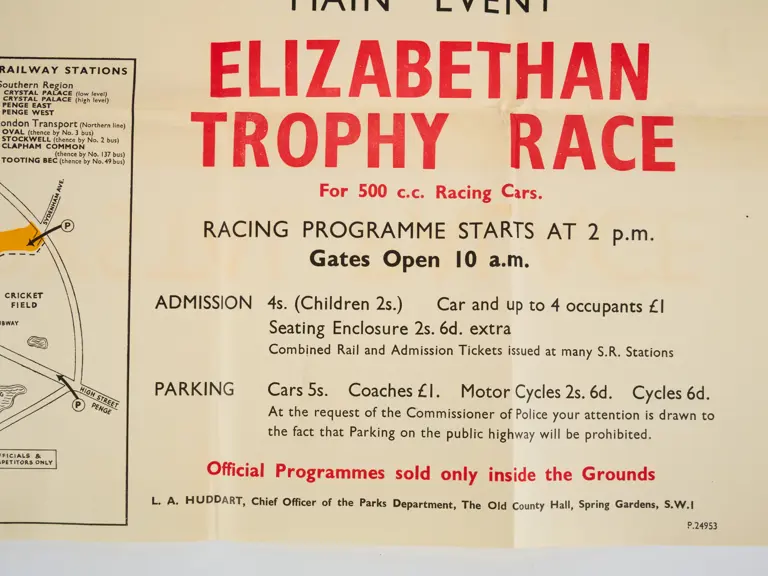 MAIN EVENT
ELIZABETHAN
TROPHY RACE
For 500 c.c. Racing Cars.
RACING PROGRAMME STARTS AT 2 p.m.
Gates Open 10 a.m.
ADMISSION 4s. (Children 2s.) Car and up to 4 occupants £1
Seating Enclosure 2s. 6d. extra
Combined Rail and Admission Tickets issued at many S.R. Stations
PARKING Cars 5s. Coaches £1. Motor Cycles 2s. 6d. Cycles 6d.
At the request of the Commissioner of Police your attention is drawn to
the fact that Parking on the public highway will be prohibited.
Official Programmes sold only inside the Grounds
L. A. HUDDART, Chief Officer of the Parks Department, The Old County Hall, Spring Gardens, S.W.1
P.24953
RAILWAY STATIONS
Southern Region
CRYSTAL PALACE (low level)
CRYSTAL PALACE (high level)
PENGE EAST
PENGE WEST
London Transport (Northern line)
OVAL (thence by No. 3 bus)
STOCKWELL (thence by No. 2 bus)
CLAPHAM COMMON
(thence by No. 137 bus)
TOOTING BEC (thence by No. 49 bus)
SYDENHAM AVE.
P
CRICKET
FIELD
BWAY
HIGH STREET
PENGE
P
FICIALS &
PETITORS ONLY